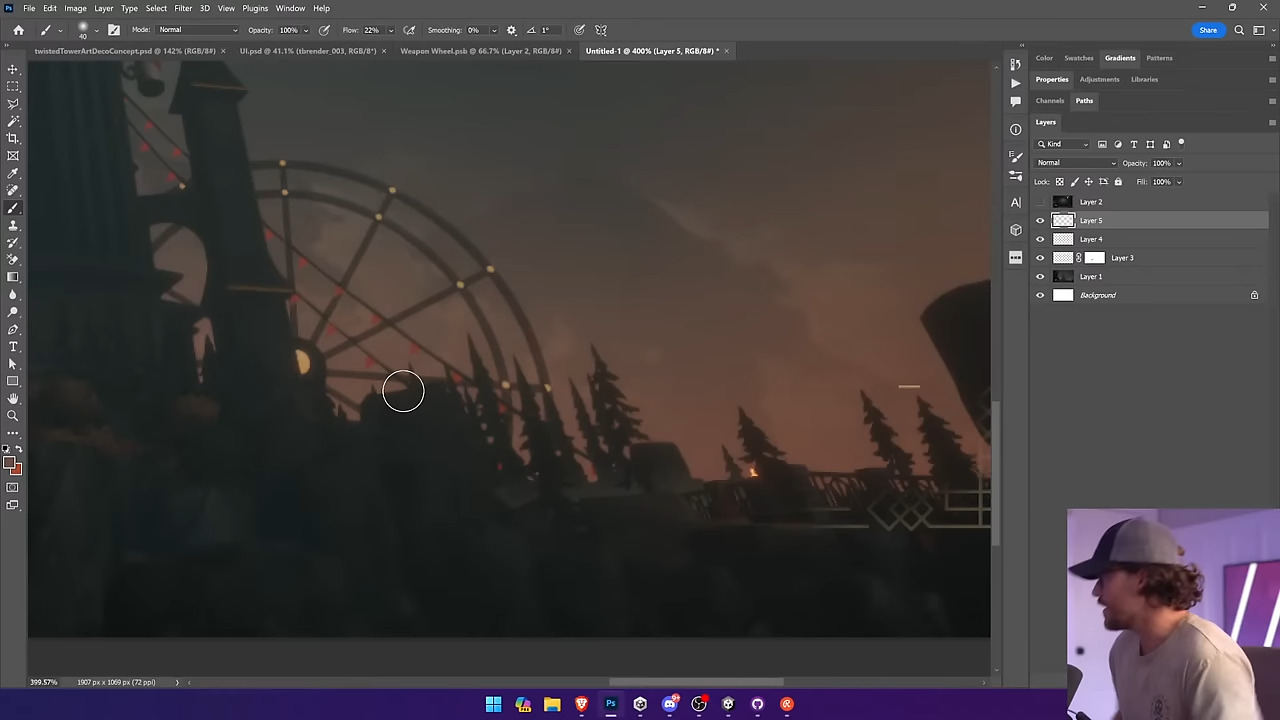 Ps File Edit Image Layer Type Select Filter 3D View Plugins Window Help
40 Mode: Normal Opacity: 100% Flow: 22% Smoothing: 0% 1° Share
twistedTowerArtDecoConcept.psd @ 142% (RGB/8#) × UI.psd @ 41.1% (tbrender_003, RGB/8#*) × Weapon Wheel.psb @ 66.7% (Layer 2, RGB/8#) × Untitled-1 @ 400% (Layer 5, RGB/8#) * ×
Color Swatches Gradients Patterns
Properties Adjustments Libraries
Channels Paths
Layers
Kind
Normal Opacity: 100%
Lock: Fill: 100%
Layer 2
Layer 5
Layer 4
Layer 3
Layer 1
Background
399.57% 1907 px x 1069 px (72 ppi)
Ps